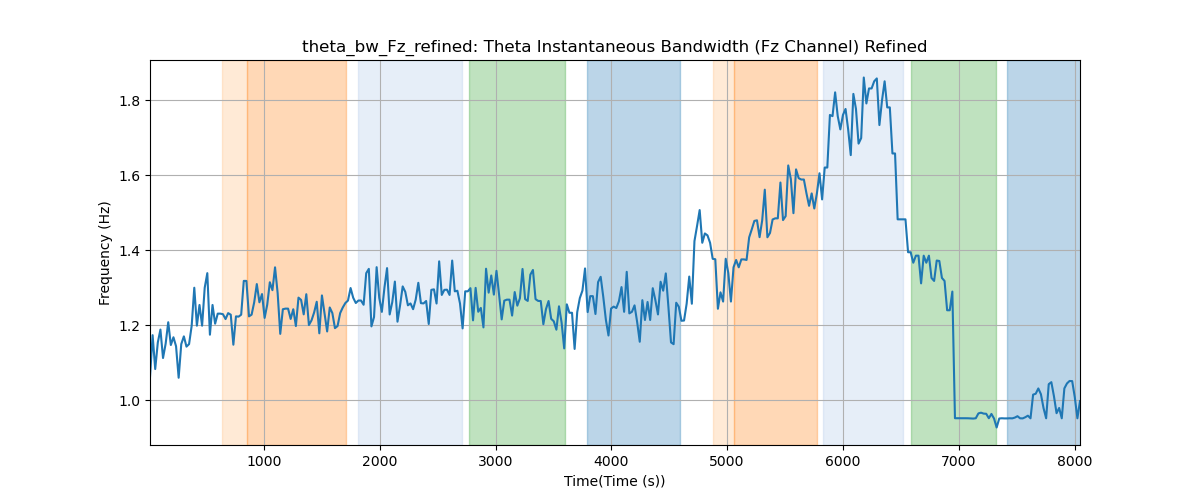 theta_bw_Fz_refined: Theta Instantaneous Bandwidth (Fz Channel) Refined
Frequency (Hz)
1.8
1.6
1.4
1.2
1.0
1000 2000 3000 4000 5000 6000 7000 8000
Time(Time (s))